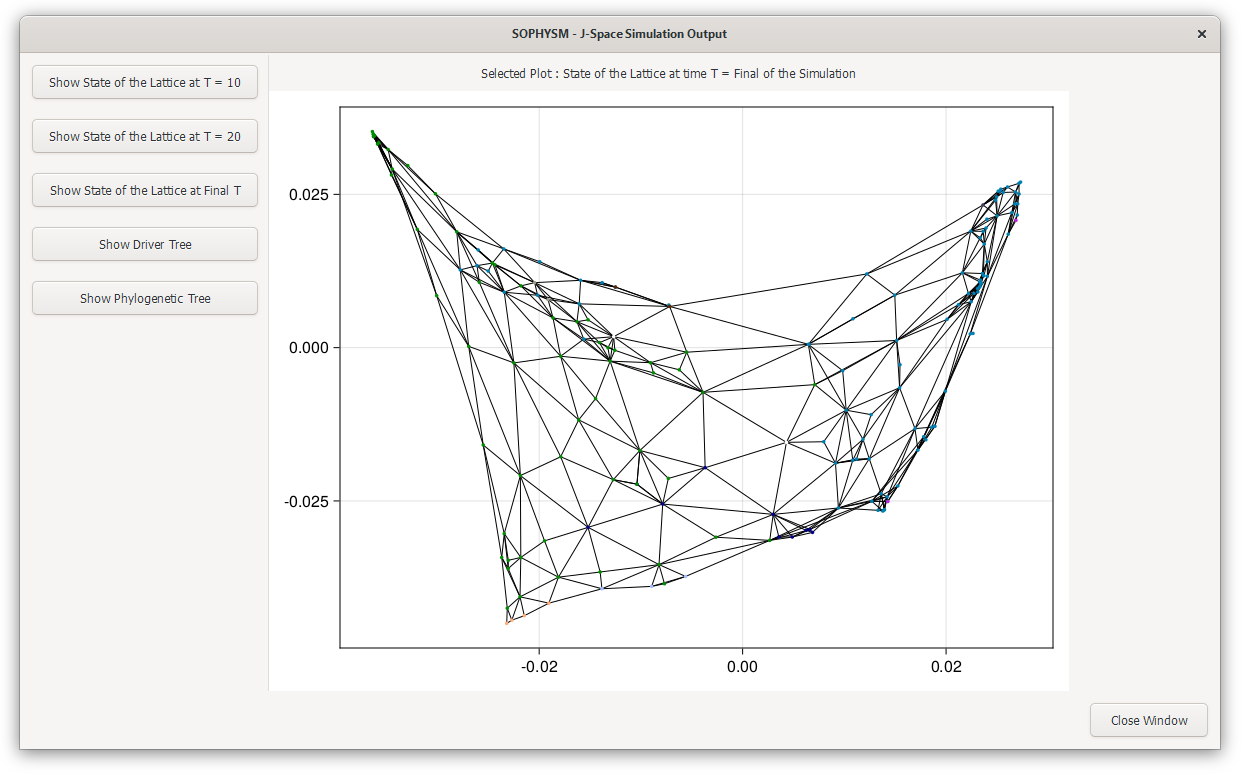 SOPHYSM - J-Space Simulation Output
×
Show State of the Lattice at T = 10
Show State of the Lattice at T = 20
Show State of the Lattice at Final T
Show Driver Tree
Show Phylogenetic Tree
Selected Plot : State of the Lattice at time T = Final of the Simulation
0.025
0.000
-0.025
-0.02
0.00
0.02
Close Window